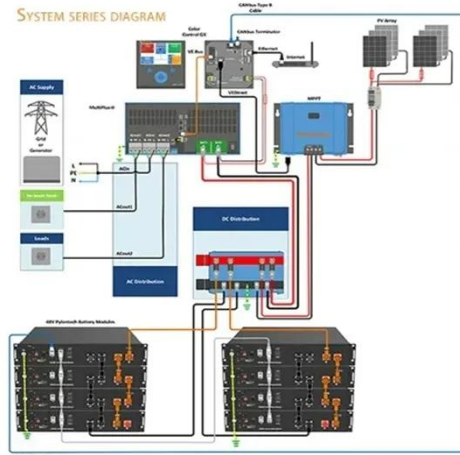 SYSTEM SERIES DIAGRAM
CANbus Type B
Cable
Color
Control GX
CANbus Terminator
VE Bus
Ethernet
Internet
VEDirect
PV Array
AC Supply
Grid
or
Generator
MultiPlus-II
MPPT
L
PE
N
ACin
ACout1
Loads
ACout2
AC Distribution
DC Distribution
48V Pylontech Battery Modules